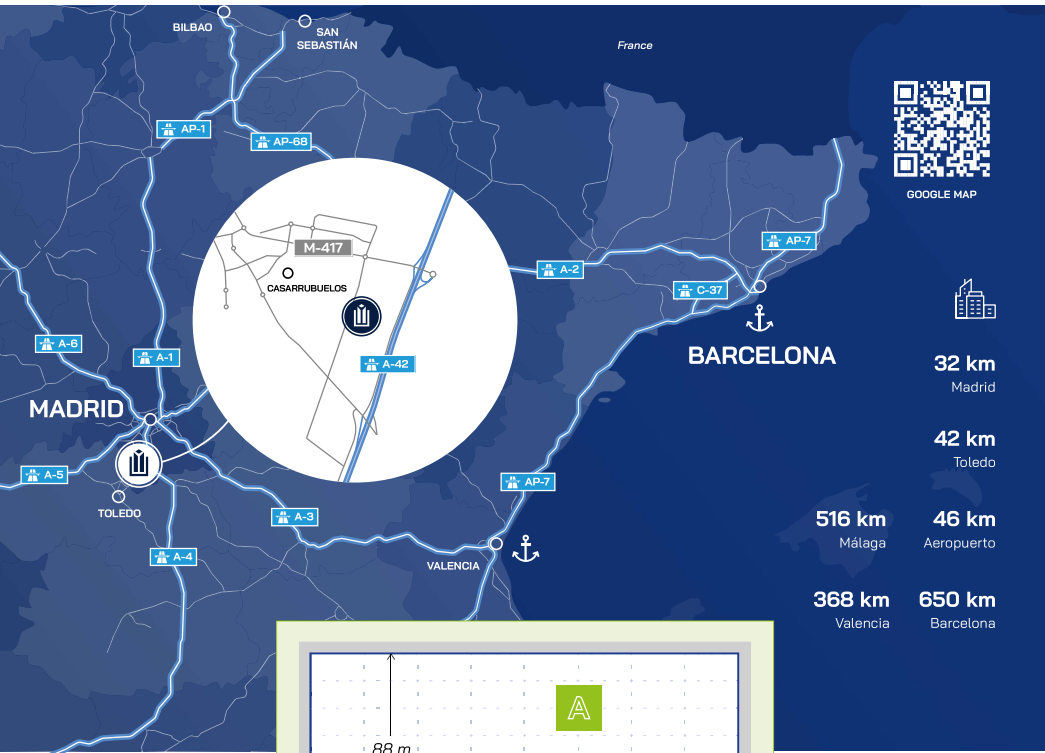 BILBAO
SAN
SEBASTIÁN
France
AP-1
AP-68
GOOGLE MAP
M-417
CASARRUBUELOS
AP-7
A-2
C-37
A-6
A-1
A-42
BARCELONA
32 km
Madrid
MADRID
42 km
Toledo
A-5
AP-7
TOLEDO
A-3
516 km
Málaga
46 km
Aeropuerto
A-4
VALENCIA
368 km
Valencia
650 km
Barcelona
A
88 m